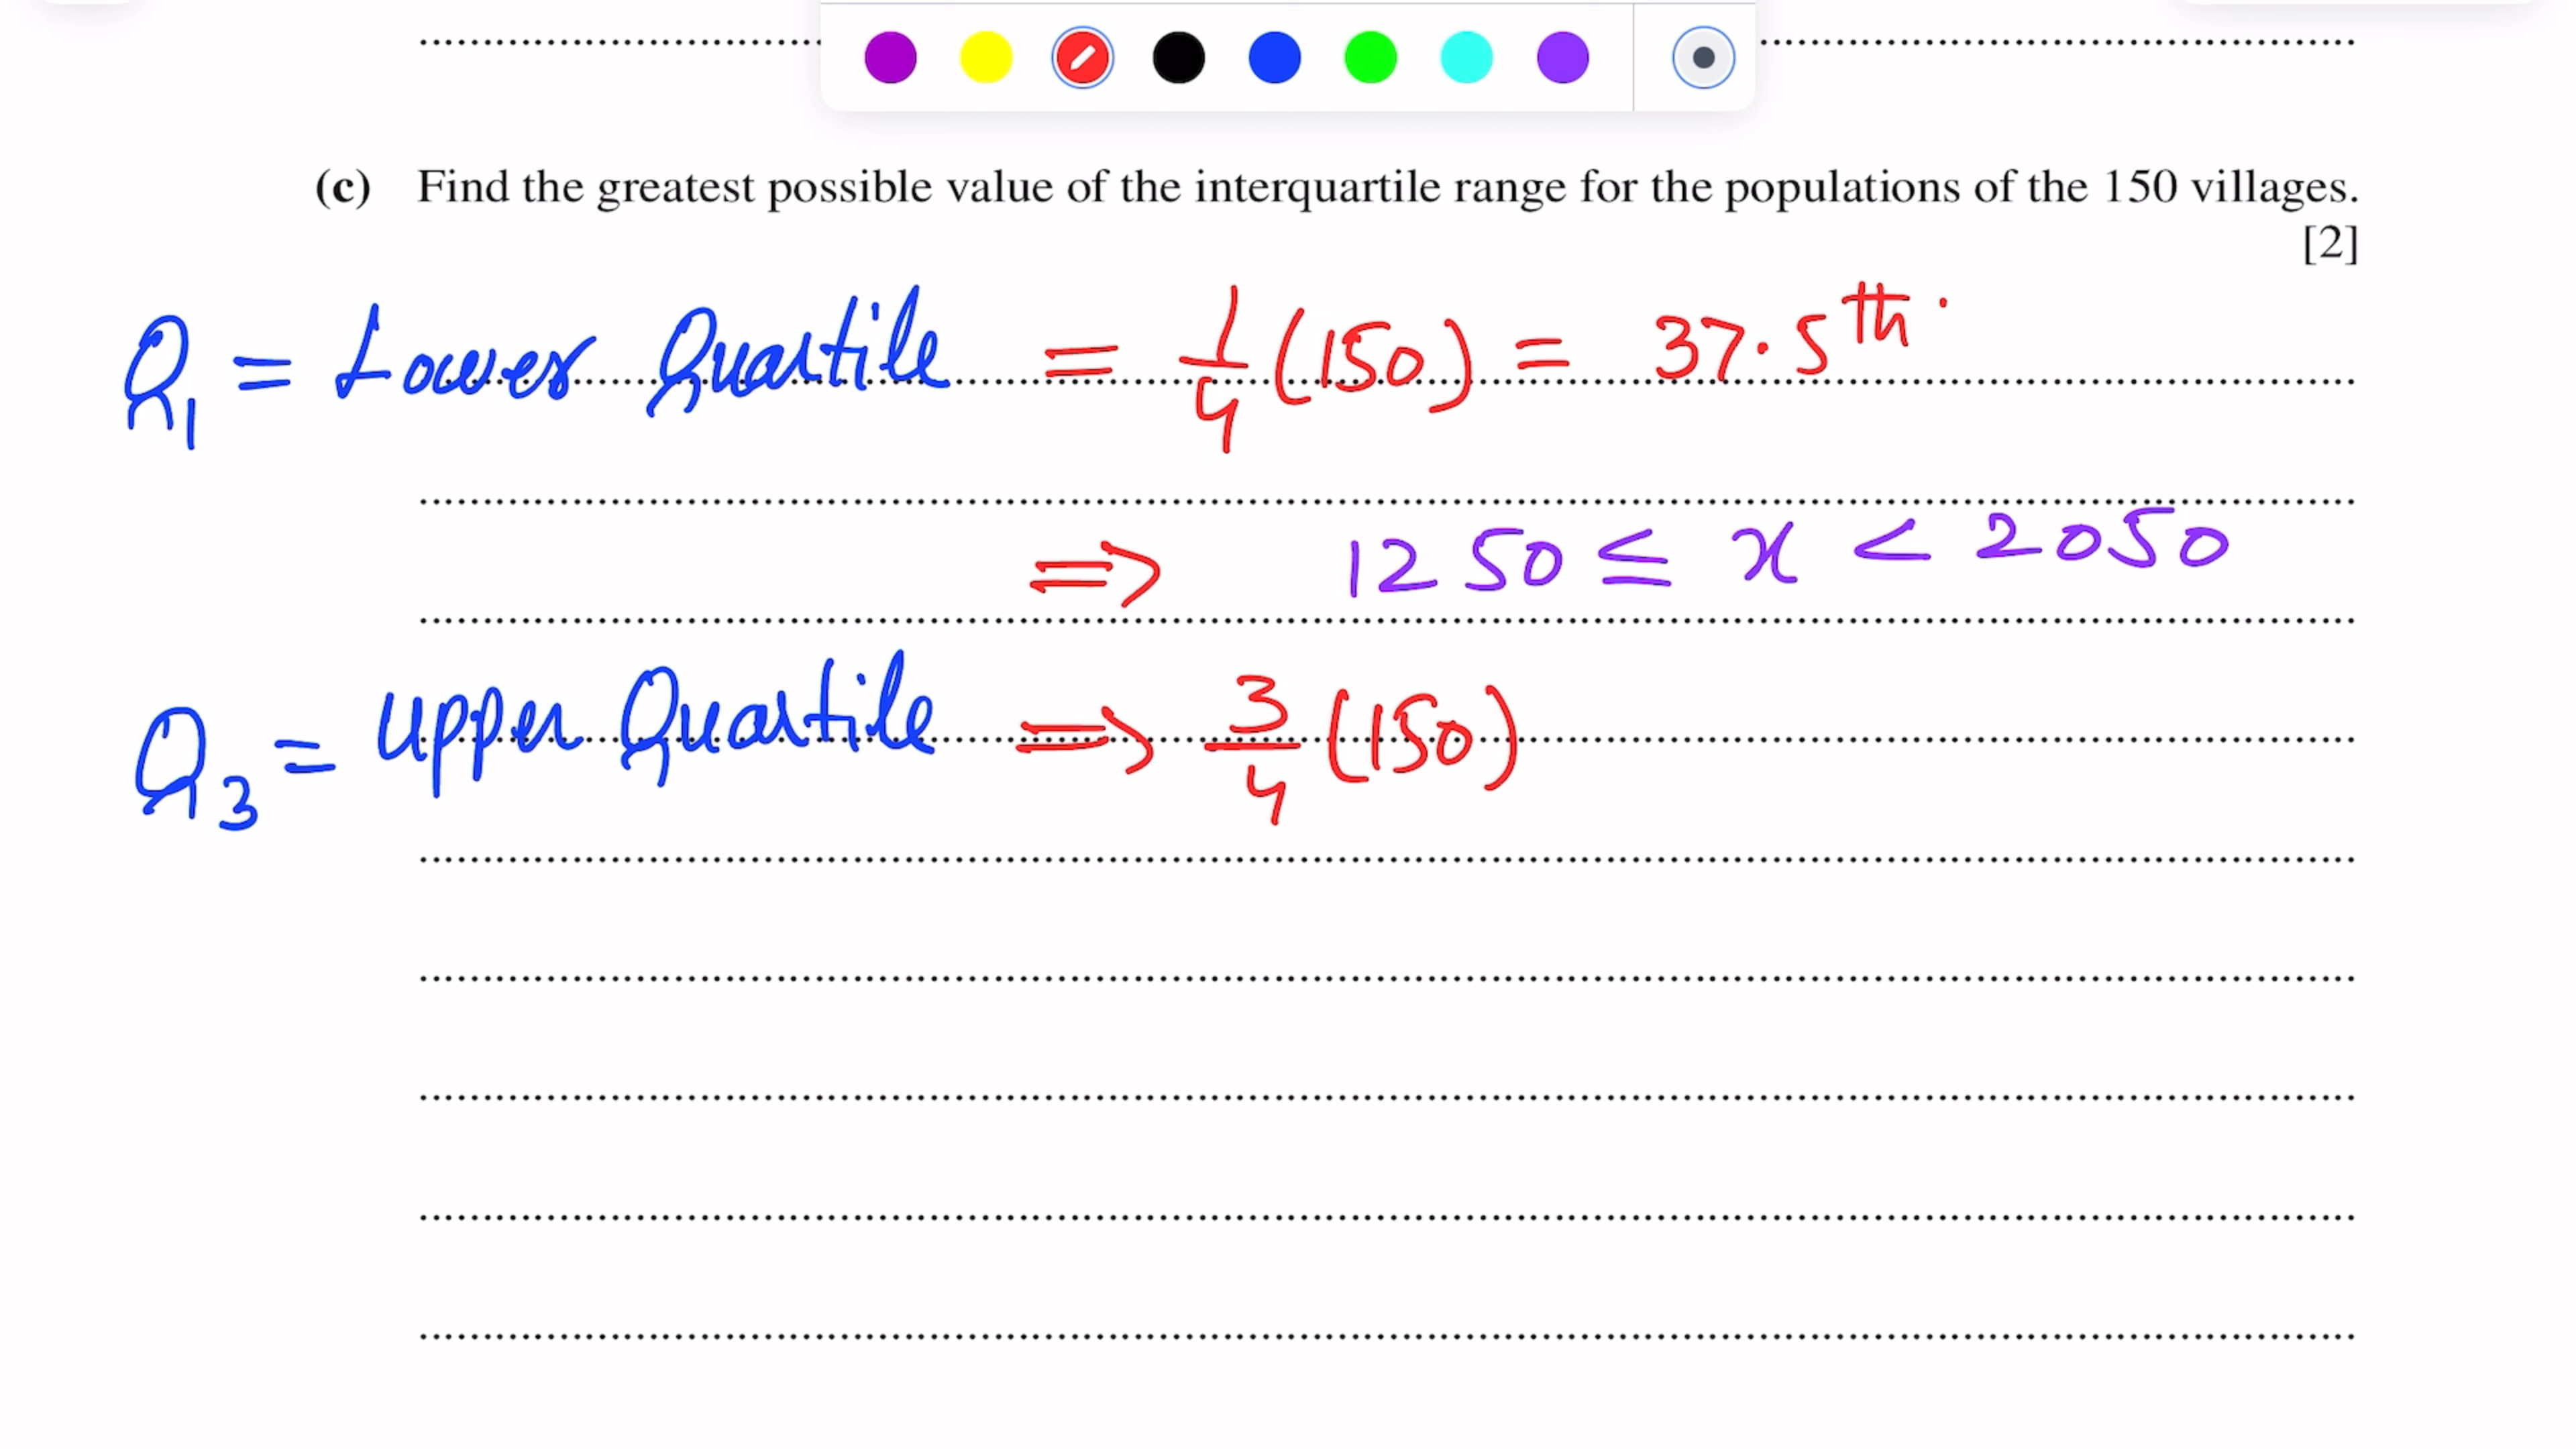 (c) Find the greatest possible value of the interquartile range for the populations of the 150 villages.
[2]
Q₁ = Lower Quartile = 1/4 (150) = 37.5th.
⇒ 1250 ≤ x < 2050
Q₃ = Upper Quartile ⇒ 3/4 (150)